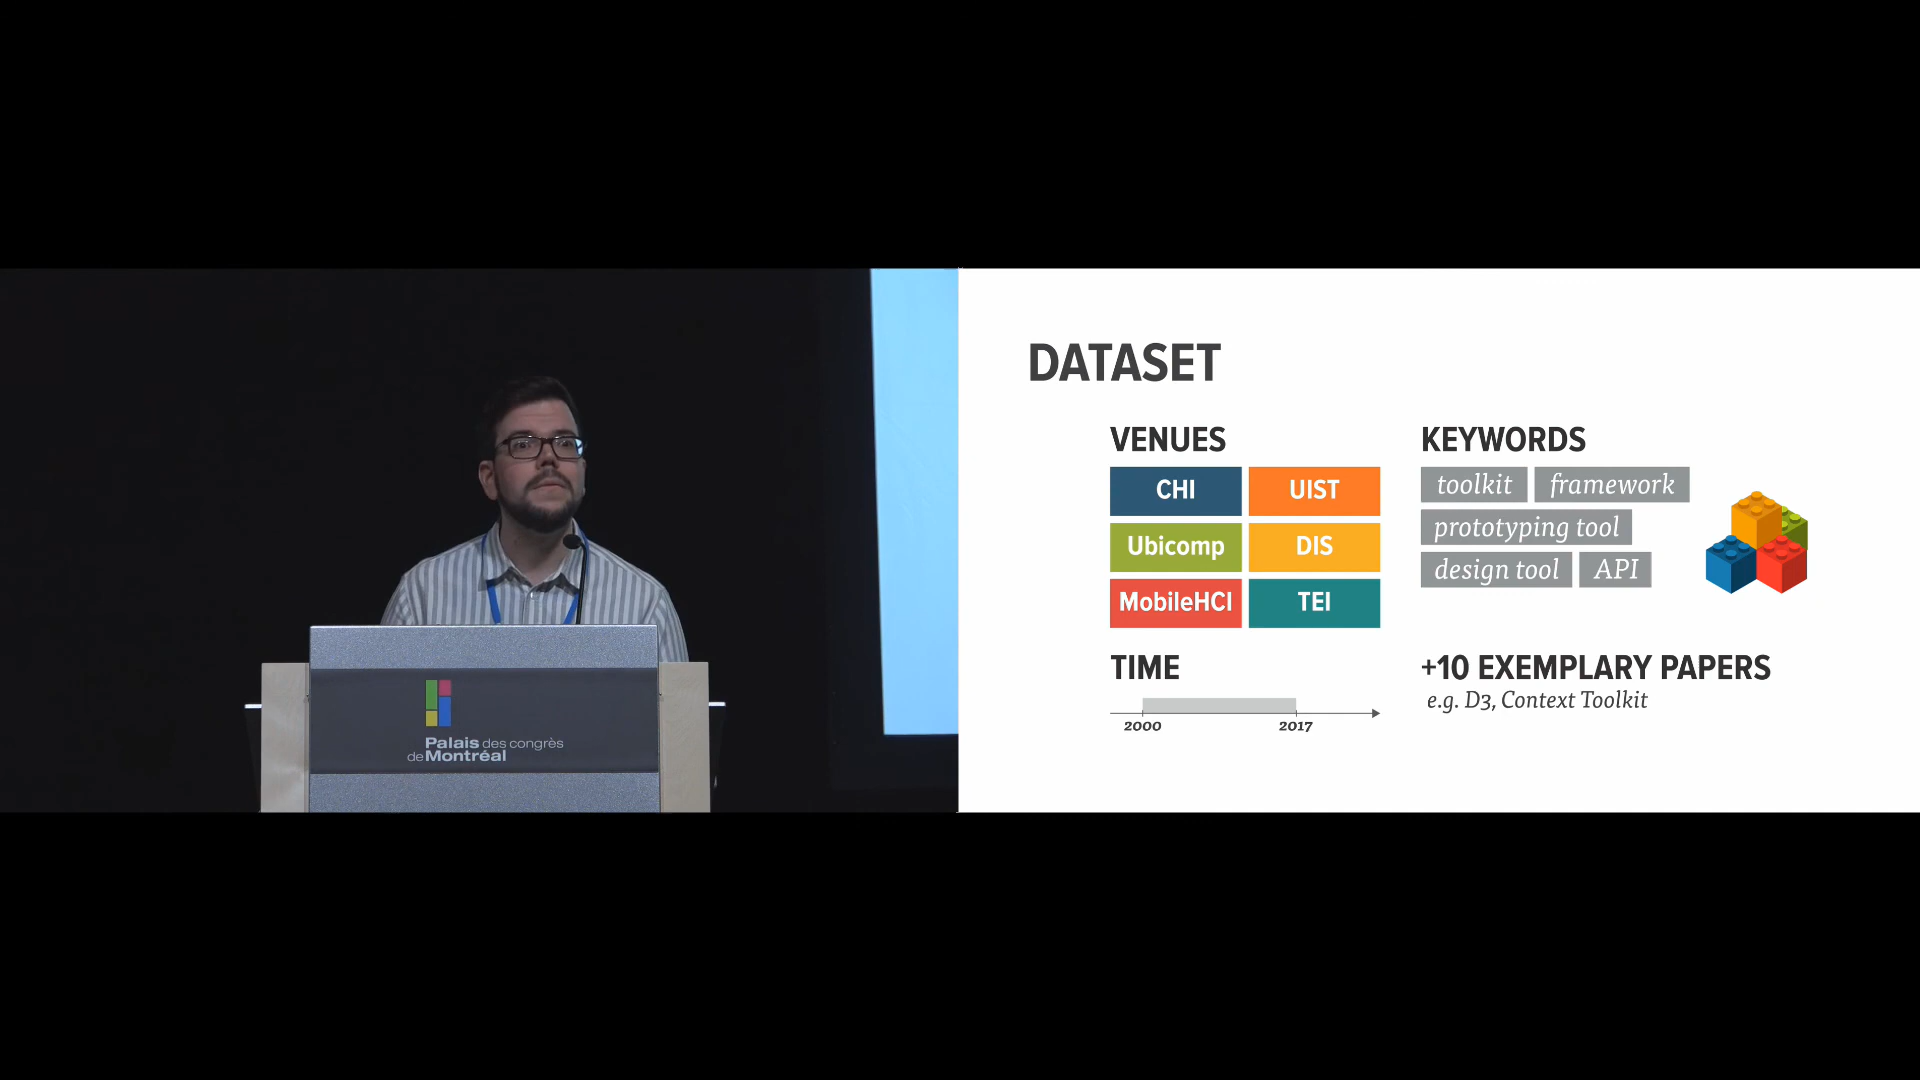 Palais des congrès
de Montréal
DATASET
VENUES
CHI UIST
Ubicomp DIS
MobileHCI TEI
TIME
2000 2017
KEYWORDS
toolkit framework
prototyping tool
design tool API
+10 EXEMPLARY PAPERS
e.g. D3, Context Toolkit